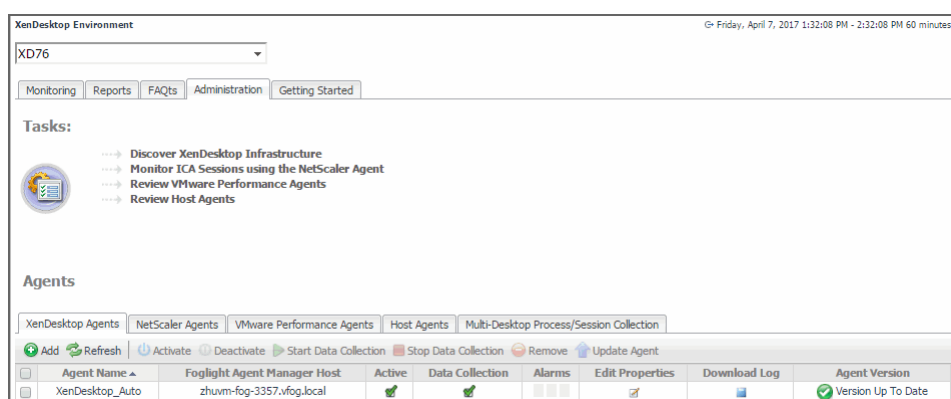 XenDesktop Environment
Friday, April 7, 2017 1:32:08 PM - 2:32:08 PM 60 minutes
XD76
Monitoring Reports FAQts Administration Getting Started
Tasks:
Discover XenDesktop Infrastructure
Monitor ICA Sessions using the NetScaler Agent
Review VMware Performance Agents
Review Host Agents
Agents
XenDesktop Agents NetScaler Agents VMware Performance Agents Host Agents Multi-Desktop Process/Session Collection
Add Refresh Activate Deactivate Start Data Collection Stop Data Collection Remove Update Agent
Agent Name Foglight Agent Manager Host Active Data Collection Alarms Edit Properties Download Log Agent Version
XenDesktop_Auto zhuvm-fog-3357.vfog.local Version Up To Date